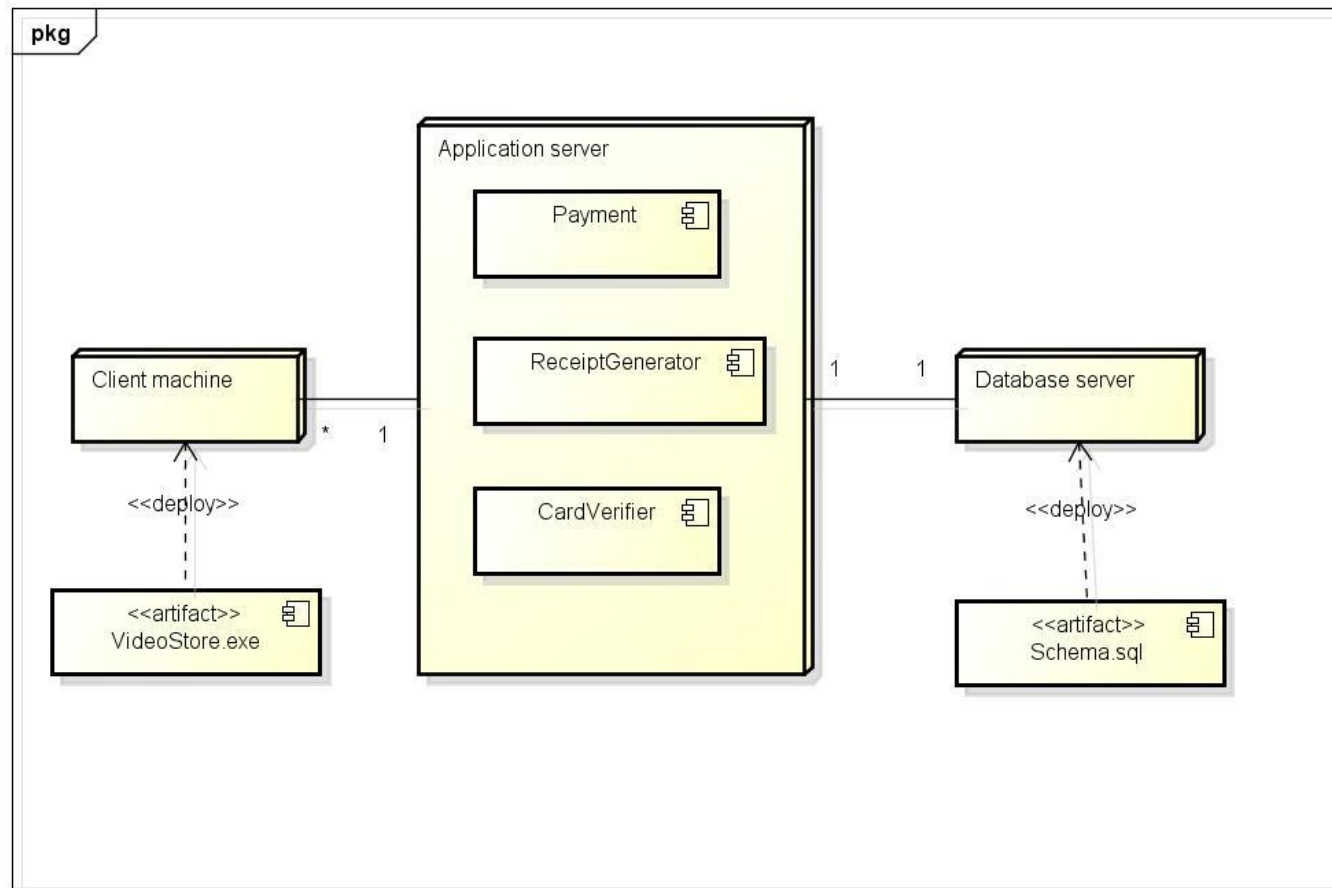 pkg
Application server
Payment
ReceiptGenerator
CardVerifier
Client machine
*
1
1
1
Database server
<<deploy>>
<<deploy>>
<<artifact>>
VideoStore.exe
<<artifact>>
Schema.sql